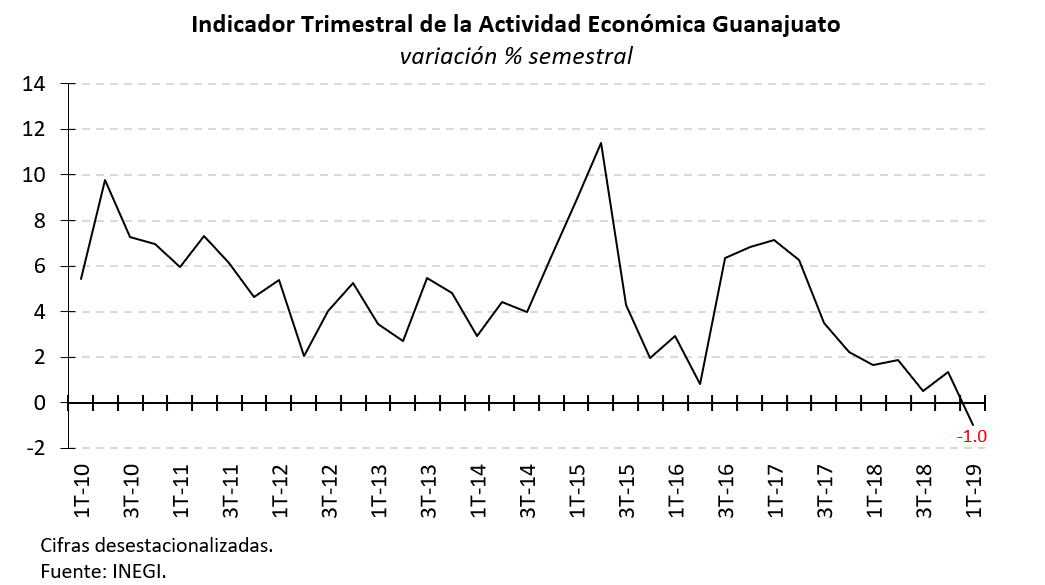 Indicador Trimestral de la Actividad Económica Guanajuato
variación % semestral
14
12
10
8
6
4
2
0
-2
-1.0
1T-10
3T-10
1T-11
3T-11
1T-12
3T-12
1T-13
3T-13
1T-14
3T-14
1T-15
3T-15
1T-16
3T-16
1T-17
3T-17
1T-18
3T-18
1T-19
Cifras desestacionalizadas.
Fuente: INEGI.